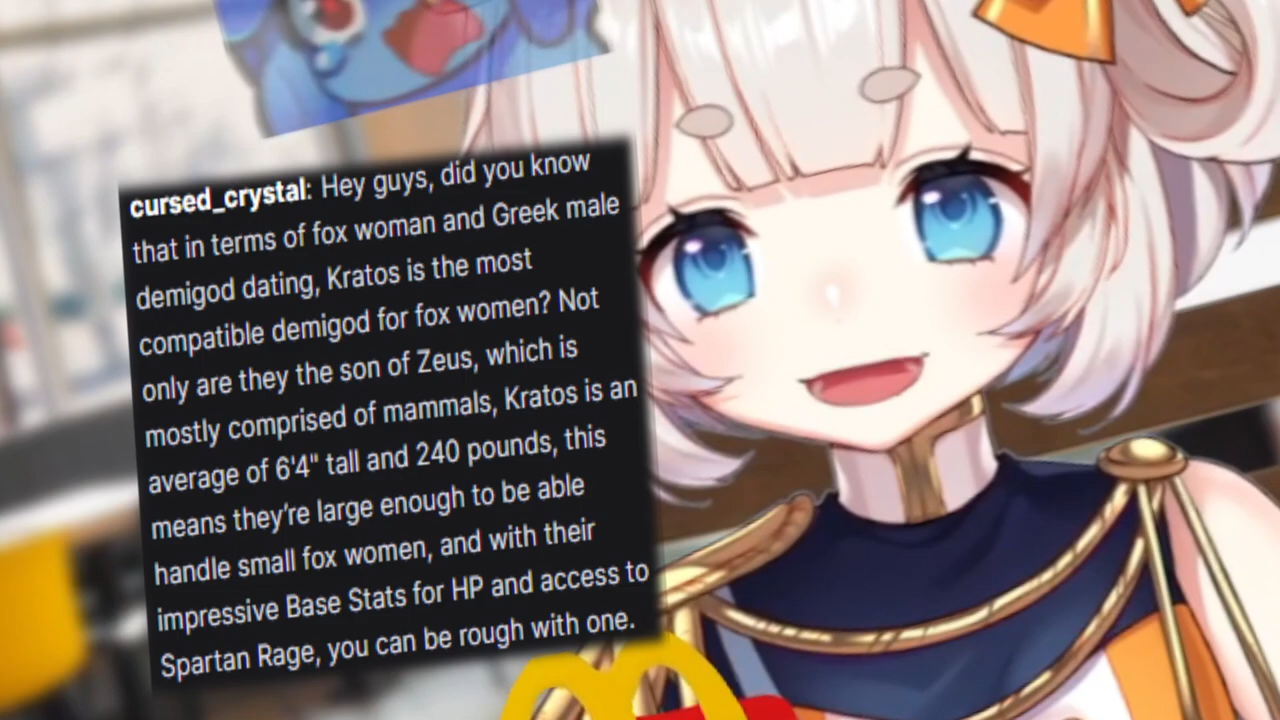 cursed_crystal: Hey guys, did you know
that in terms of fox woman and Greek male
demigod dating, Kratos is the most
compatible demigod for fox women? Not
only are they the son of Zeus, which is
mostly comprised of mammals, Kratos is an
average of 6'4" tall and 240 pounds, this
means they're large enough to be able
handle small fox women, and with their
impressive Base Stats for HP and access to
Spartan Rage, you can be rough with one.